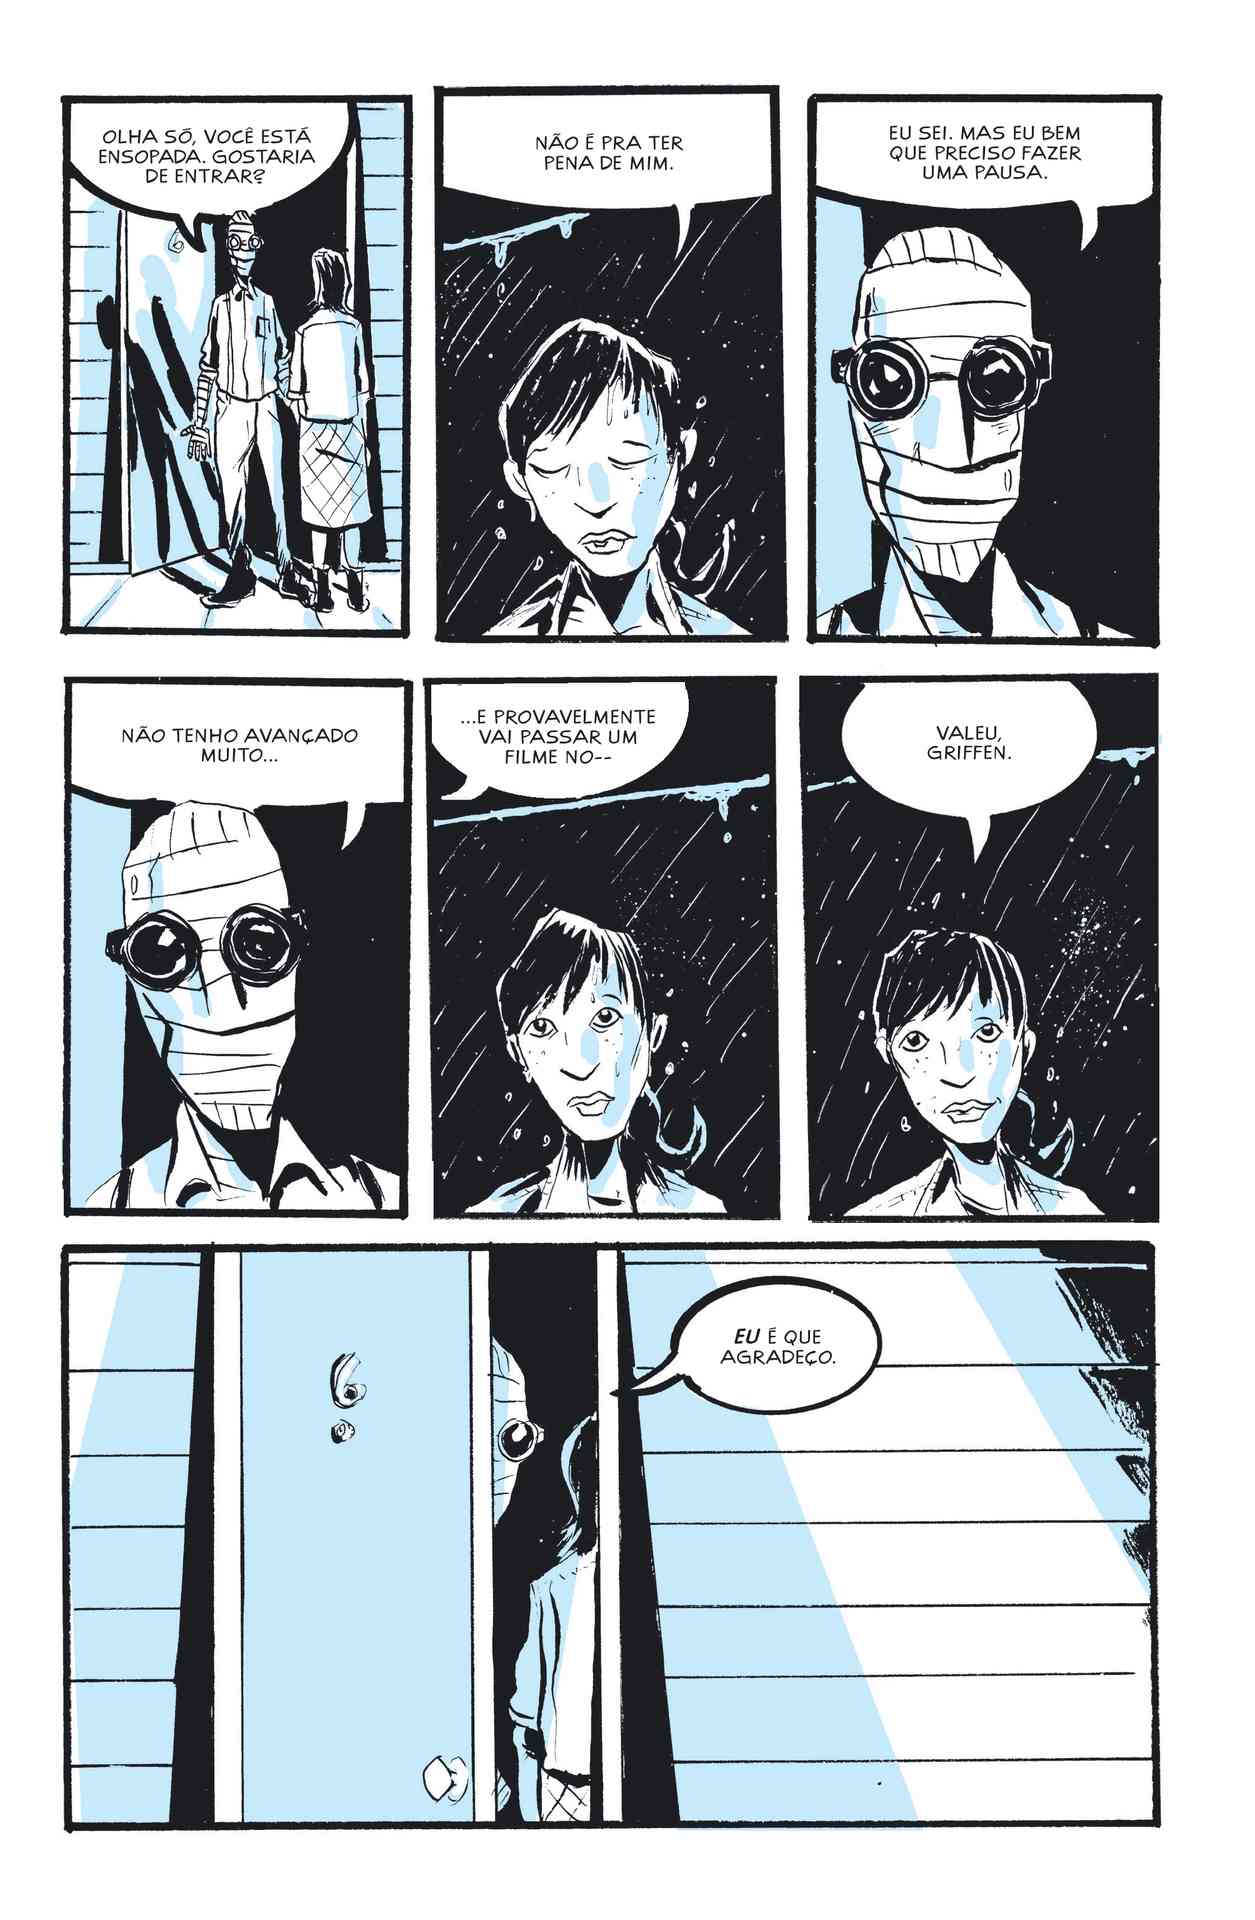 OLHA SÓ, VOCÊ ESTÁ
ENSOPADA. GOSTARIA
DE ENTRAR?
NÃO É PRA TER
PENA DE MIM.
EU SEI. MAS EU BEM
QUE PRECISO FAZER
UMA PAUSA.
NÃO TENHO AVANÇADO
MUITO...
...E PROVAVELMENTE
VAI PASSAR UM
FILME NO--
VALEU,
GRIFFEN.
EU É QUE
AGRADEÇO.